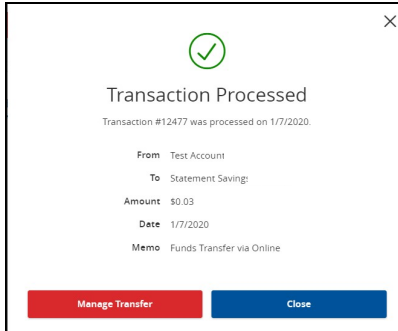 Transaction Processed
Transaction #12477 was processed on 1/7/2020.
From Test Account
To Statement Savings
Amount $0.03
Date 1/7/2020
Memo Funds Transfer via Online
Manage Transfer Close